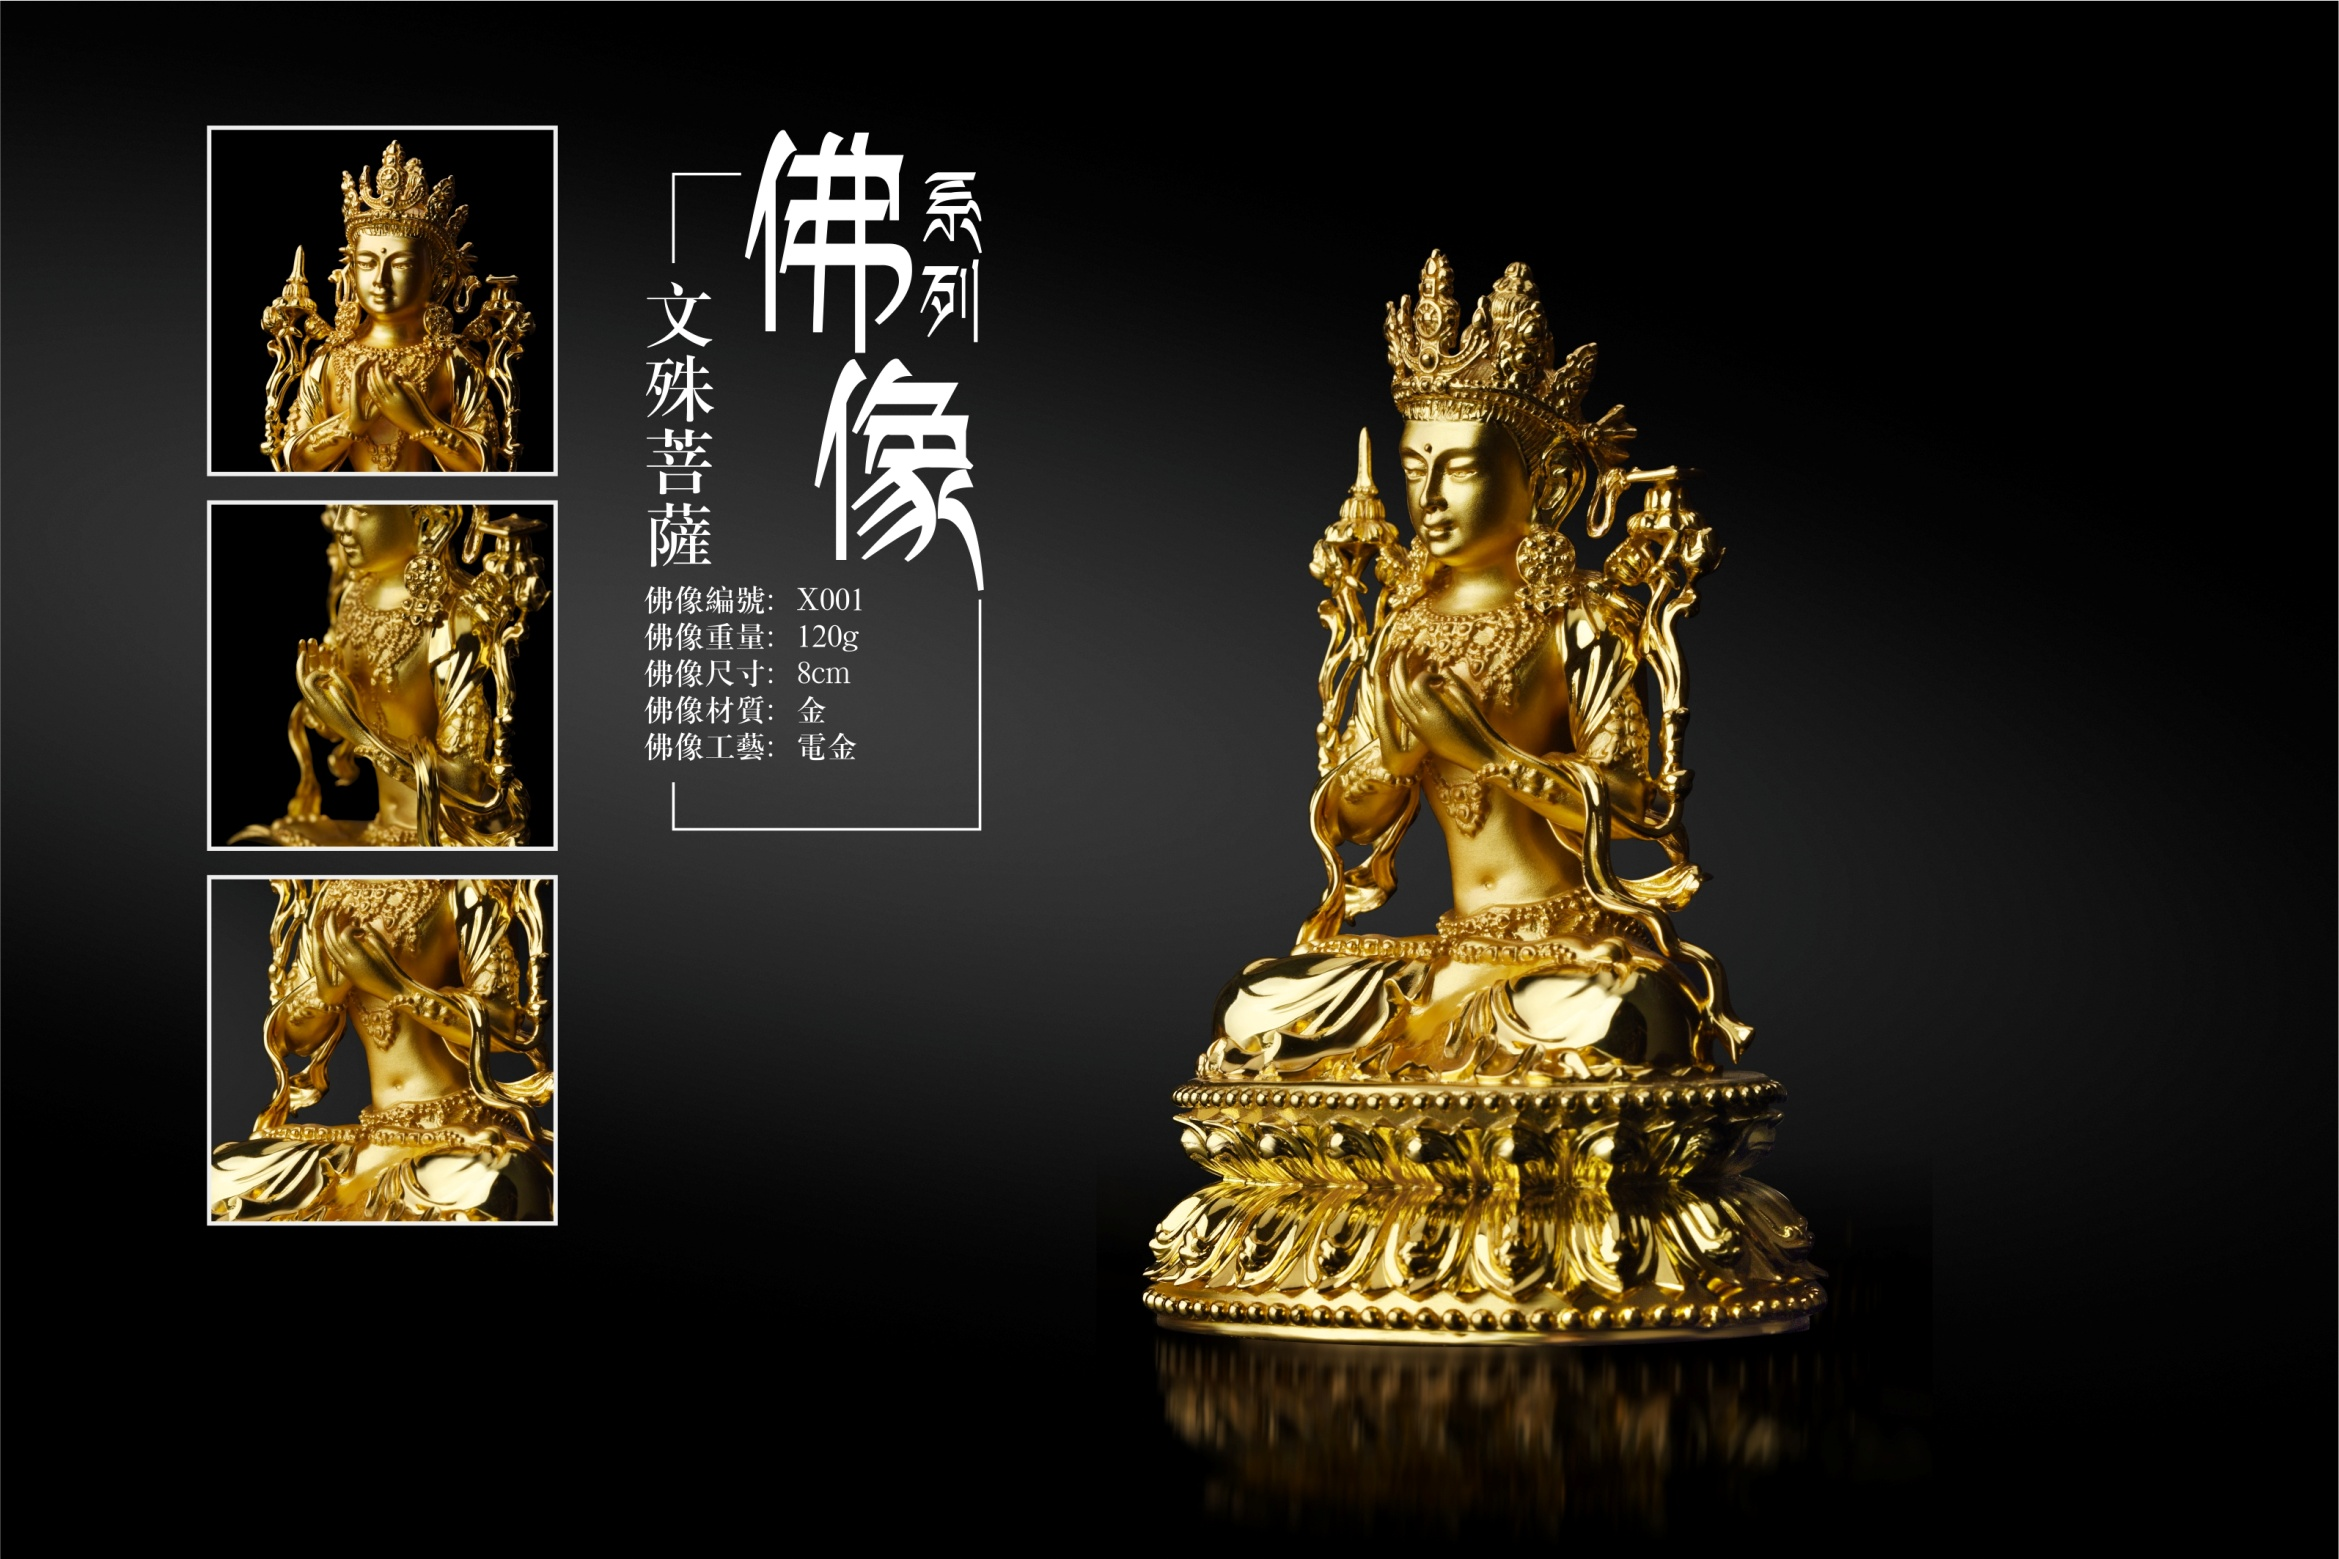 佛像
系列
文殊菩薩
佛像編號： X001
佛像重量： 120g
佛像尺寸： 8cm
佛像材質： 金
佛像工藝： 電金